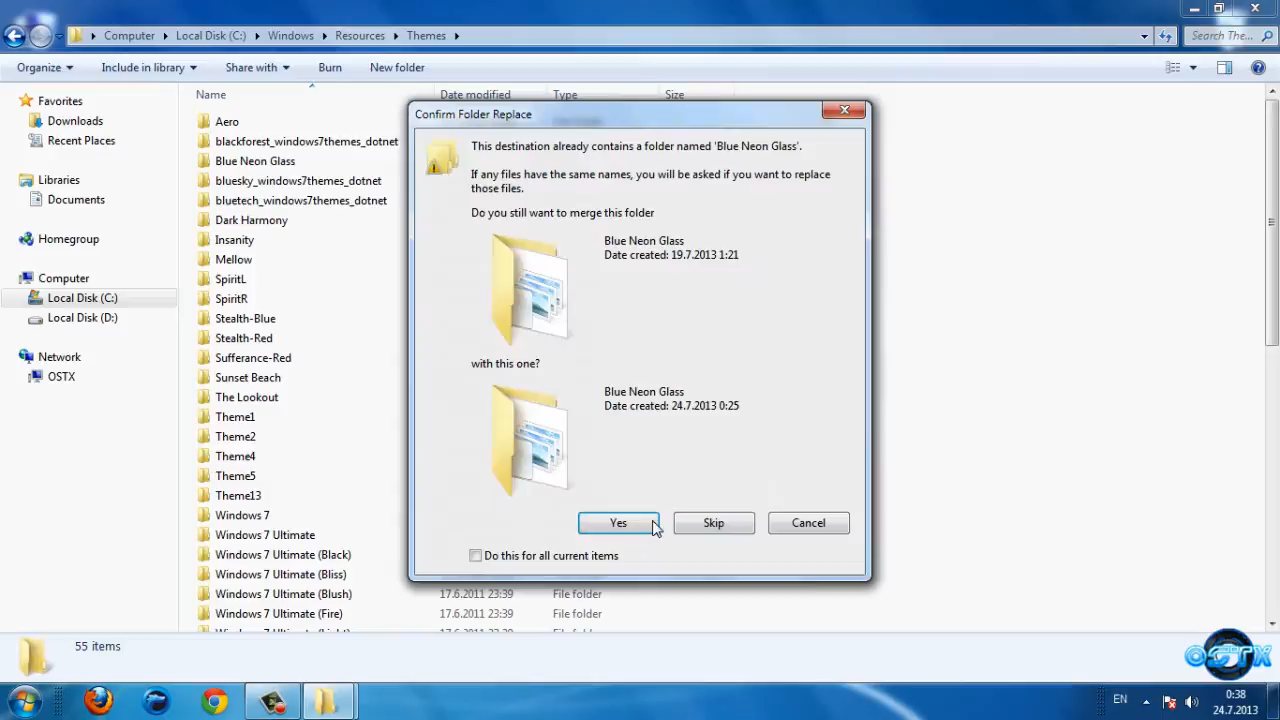 Computer Local Disk (C:) Windows Resources Themes Search The...
Organize Include in library Share with Burn New folder
Favorites
Downloads
Recent Places
Libraries
Documents
Homegroup
Computer
Local Disk (C:)
Local Disk (D:)
Network
OSTX
Name Date modified Type Size
Aero
blackforest_windows7themes_dotnet
Blue Neon Glass
bluesky_windows7themes_dotnet
bluetech_windows7themes_dotnet
Dark Harmony
Insanity
Mellow
SpiritL
SpiritR
Stealth-Blue
Stealth-Red
Sufferance-Red
Sunset Beach
The Lookout
Theme1
Theme2
Theme4
Theme5
Theme13
Windows 7
Windows 7 Ultimate
Windows 7 Ultimate (Black)
Windows 7 Ultimate (Bliss)
Windows 7 Ultimate (Blush) 17.6.2011 23:39 File folder
Windows 7 Ultimate (Fire) 17.6.2011 23:39 File folder
Confirm Folder Replace
This destination already contains a folder named 'Blue Neon Glass'.
If any files have the same names, you will be asked if you want to replace
those files.
Do you still want to merge this folder
Blue Neon Glass
Date created: 19.7.2013 1:21
with this one?
Blue Neon Glass
Date created: 24.7.2013 0:25
Yes Skip Cancel
Do this for all current items
55 items
OSTX
EN
0:38
24.7.2013